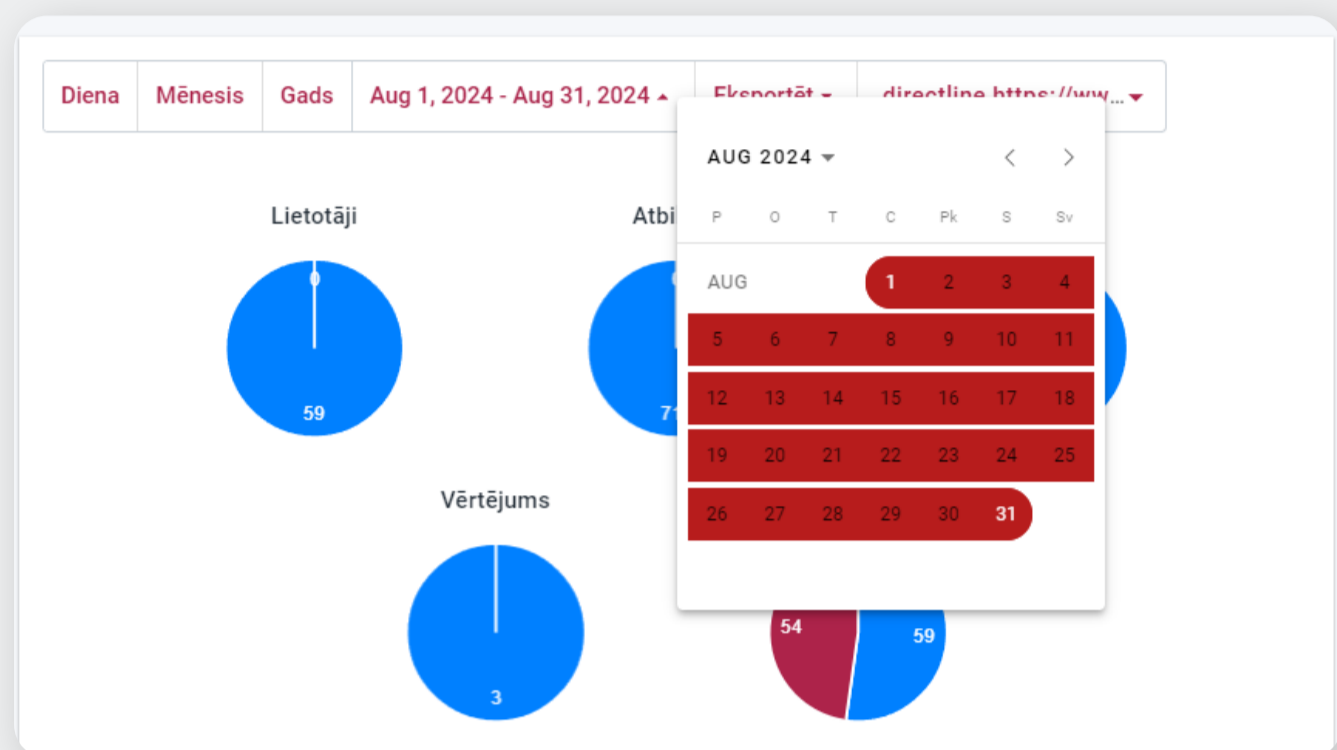 Diena Mēnesis Gads Aug 1, 2024 - Aug 31, 2024 Eksportēt directline https://ww...
AUG 2024
P O T C Pk S Sv
Lietotāji
Atbi
AUG 1 2 3 4
0
5 6 7 8 9 10 11
12 13 14 15 16 17 18
59
71
19 20 21 22 23 24 25
Vērtējums
26 27 28 29 30 31
54
59
3